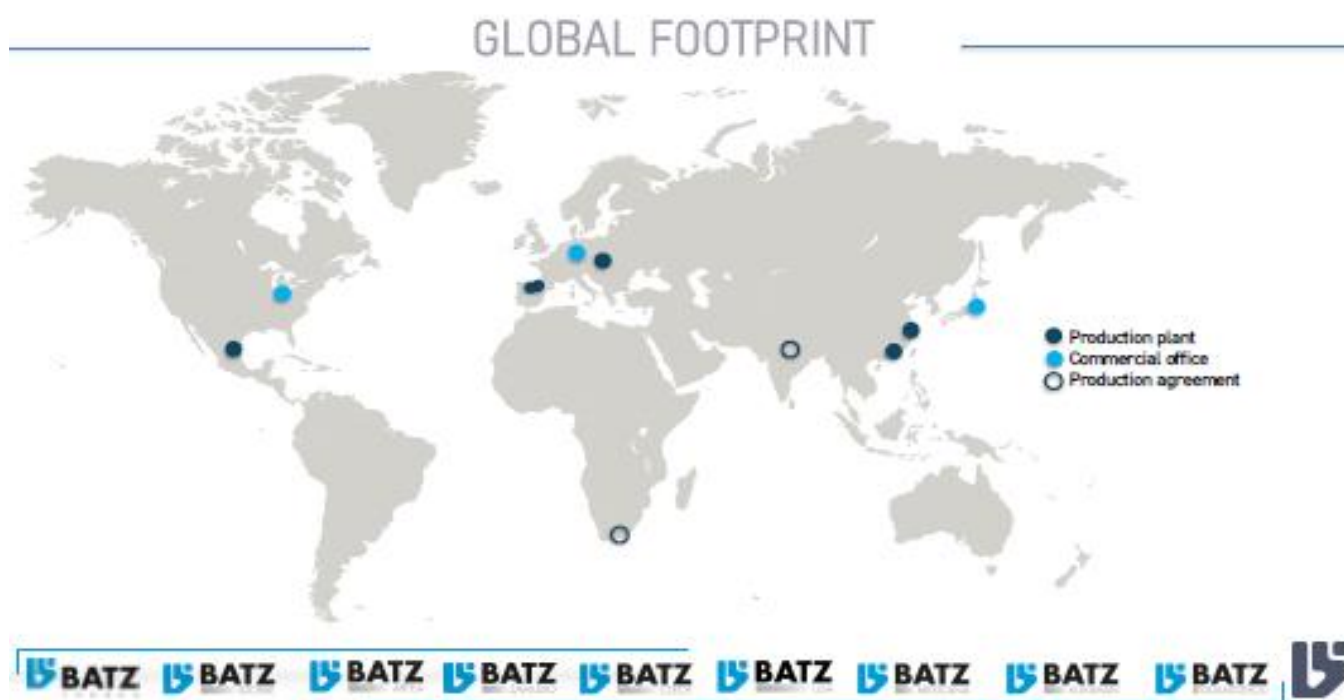 GLOBAL FOOTPRINT
Production plant
Commercial office
Production agreement
BATZ BATZ BATZ BATZ BATZ BATZ BATZ BATZ BATZ